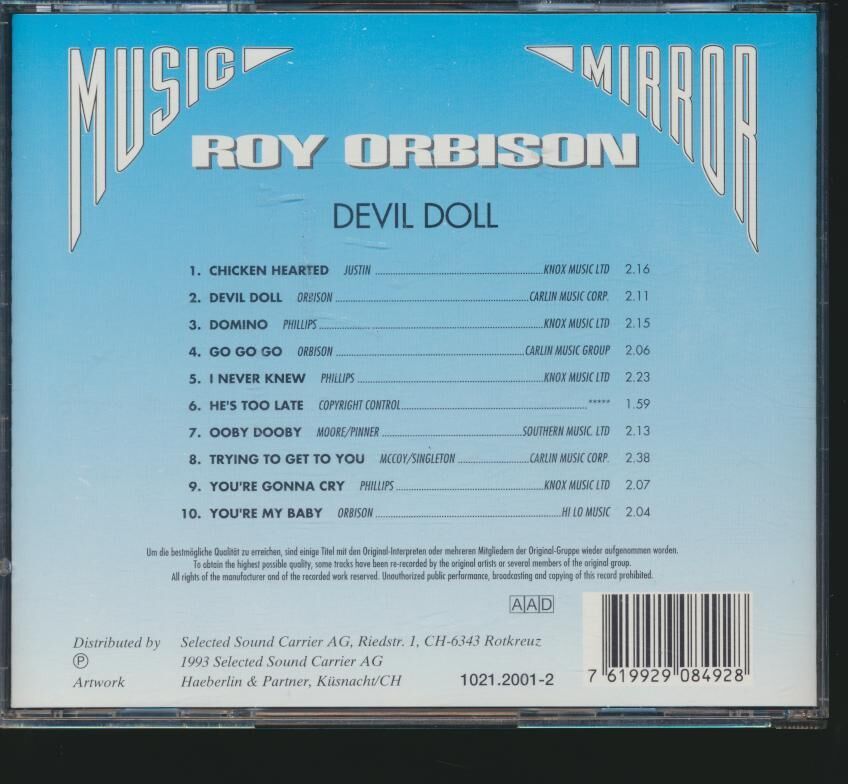 MUSIC MIRROR
ROY ORBISON
DEVIL DOLL
1. CHICKEN HEARTED JUSTIN ........ KNOX MUSIC LTD 2.16
2. DEVIL DOLL ORBISON ........ CARLIN MUSIC CORP. 2.11
3. DOMINO PHILLIPS ........ KNOX MUSIC LTD 2.15
4. GO GO GO ORBISON ........ CARLIN MUSIC GROUP 2.06
5. I NEVER KNEW PHILLIPS ........ KNOX MUSIC LTD 2.23
6. HE'S TOO LATE COPYRIGHT CONTROL ........ ***** 1.59
7. OOBY DOOBY MOORE/PINNER ........ SOUTHERN MUSIC. LTD 2.13
8. TRYING TO GET TO YOU MCCOY/SINGLETON ........ CARLIN MUSIC CORP. 2.38
9. YOU'RE GONNA CRY PHILLIPS ........ KNOX MUSIC LTD 2.07
10. YOU'RE MY BABY ORBISON ........ HI LO MUSIC 2.04
Um die bestmögliche Qualität zu erreichen, sind einige Titel mit den Original-Interpreten oder mehreren Mitgliedern der Original-Gruppe wieder aufgenommen worden.
To obtain the highest possible quality, some tracks have been re-recorded by the original artists or several members of the original group.
All rights of the manufacturer and of the recorded work reserved. Unauthorized public performance, broadcasting and copying of this record prohibited.
AAD
Distributed by Selected Sound Carrier AG, Riedstr. 1, CH-6343 Rotkreuz
℗ 1993 Selected Sound Carrier AG
Artwork Haeberlin & Partner, Küsnacht/CH
1021.2001-2
7 619929 084928